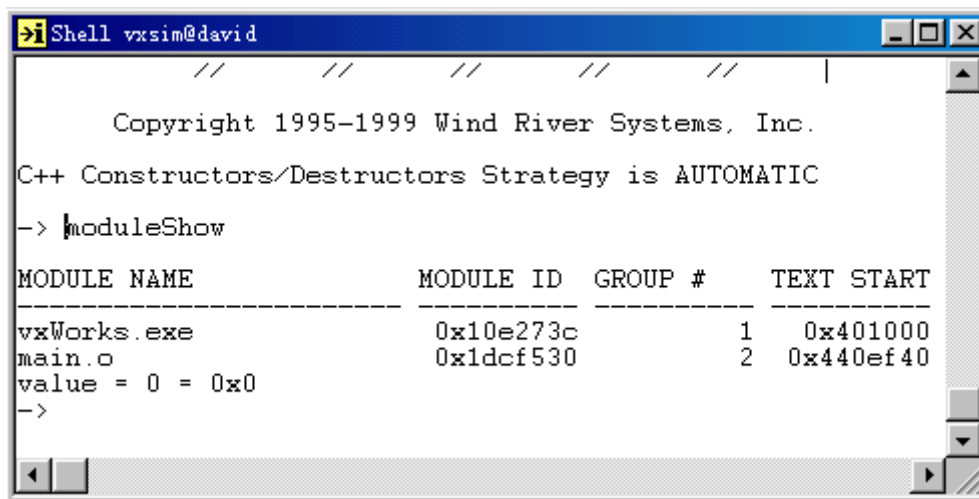 Shell vxsim@david
// // // // // |
Copyright 1995-1999 Wind River Systems, Inc.
C++ Constructors/Destructors Strategy is AUTOMATIC
-> moduleShow
MODULE NAME MODULE ID GROUP # TEXT START
------------------------ ---------- ---------- ----------
vxWorks.exe 0x10e273c 1 0x401000
main.o 0x1dcf530 2 0x440ef40
value = 0 = 0x0
->